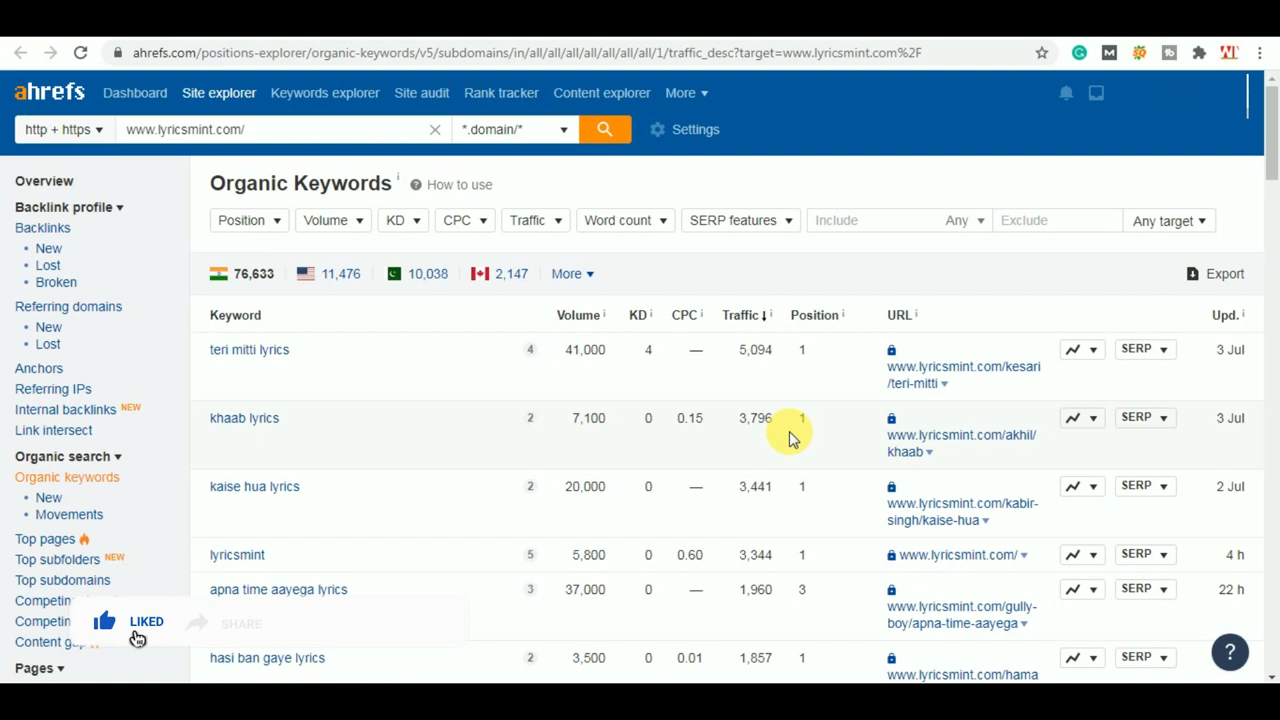 ahrefs.com/positions-explorer/organic-keywords/v5/subdomains/in/all/all/all/all/all/all/all/1/traffic_desc?target=www.lyricsmint.com%2F
ahrefs Dashboard Site explorer Keywords explorer Site audit Rank tracker Content explorer More
http + https www.lyricsmint.com/ *.domain/* Settings
Overview
Backlink profile
Backlinks
New
Lost
Broken
Referring domains
New
Lost
Anchors
Referring IPs
Internal backlinks NEW
Link intersect
Organic search
Organic keywords
New
Movements
Top pages
Top subfolders NEW
Top subdomains
Content
Pages
LIKED SHARE
Organic Keywords i ? How to use
Position Volume KD CPC Traffic Word count SERP features Include Any Exclude Any target
76,633 11,476 10,038 2,147 More Export
Keyword Volume i KD i CPC i Traffic i Position i URL i Upd. i
teri mitti lyrics 4 41,000 4 — 5,094 1 www.lyricsmint.com/kesari SERP 3 Jul
/teri-mitti
khaab lyrics 2 7,100 0 0.15 3,796 1 www.lyricsmint.com/akhil/ SERP 3 Jul
khaab
kaise hua lyrics 2 20,000 0 — 3,441 1 www.lyricsmint.com/kabir- SERP 2 Jul
singh/kaise-hua
lyricsmint 5 5,800 0 0.60 3,344 1 www.lyricsmint.com/ SERP 4 h
apna time aayega lyrics 3 37,000 0 — 1,960 3 www.lyricsmint.com/gully- SERP 22 h
boy/apna-time-aayega
hasi ban gaye lyrics 2 3,500 0 0.01 1,857 1 www.lyricsmint.com/hama SERP 3 Jul
?